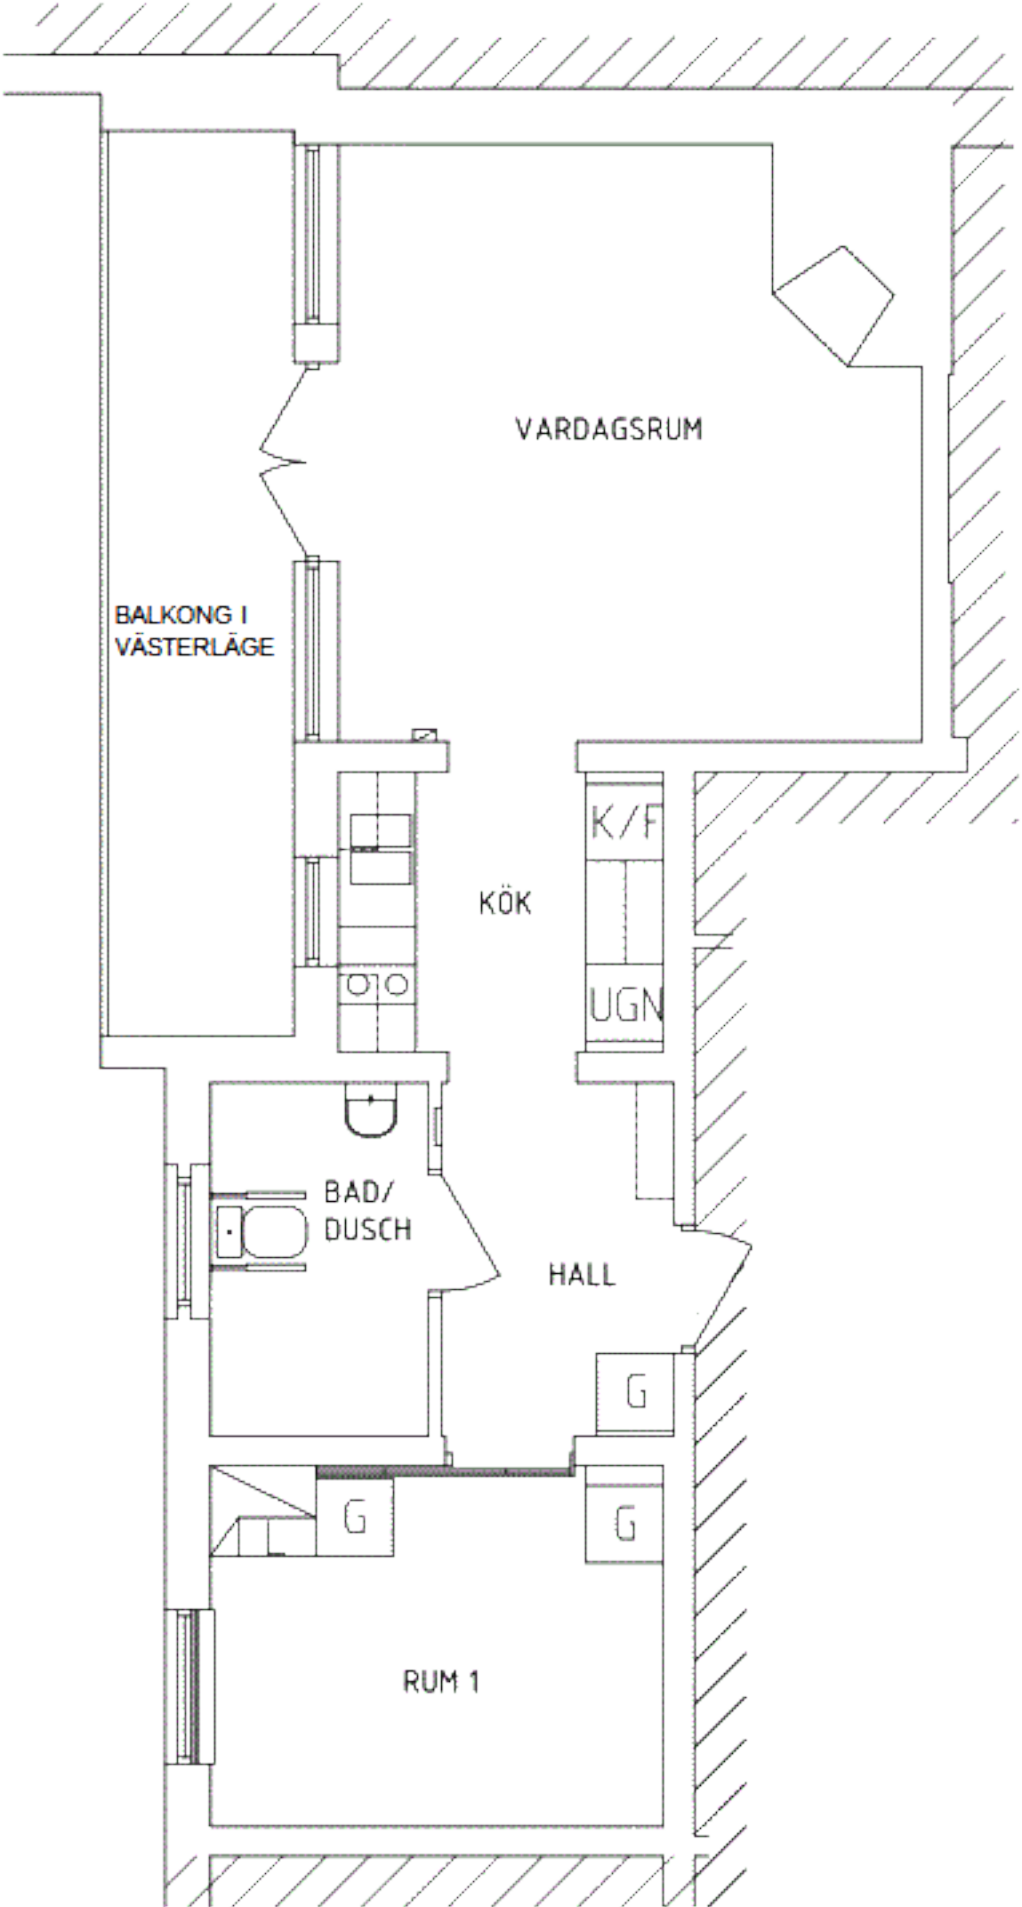 VARDAGSRUM
BALKONG I
VÄSTERLÄGE
K/F
KÖK
UGN
BAD/
DUSCH
HALL
G
G
G
RUM 1